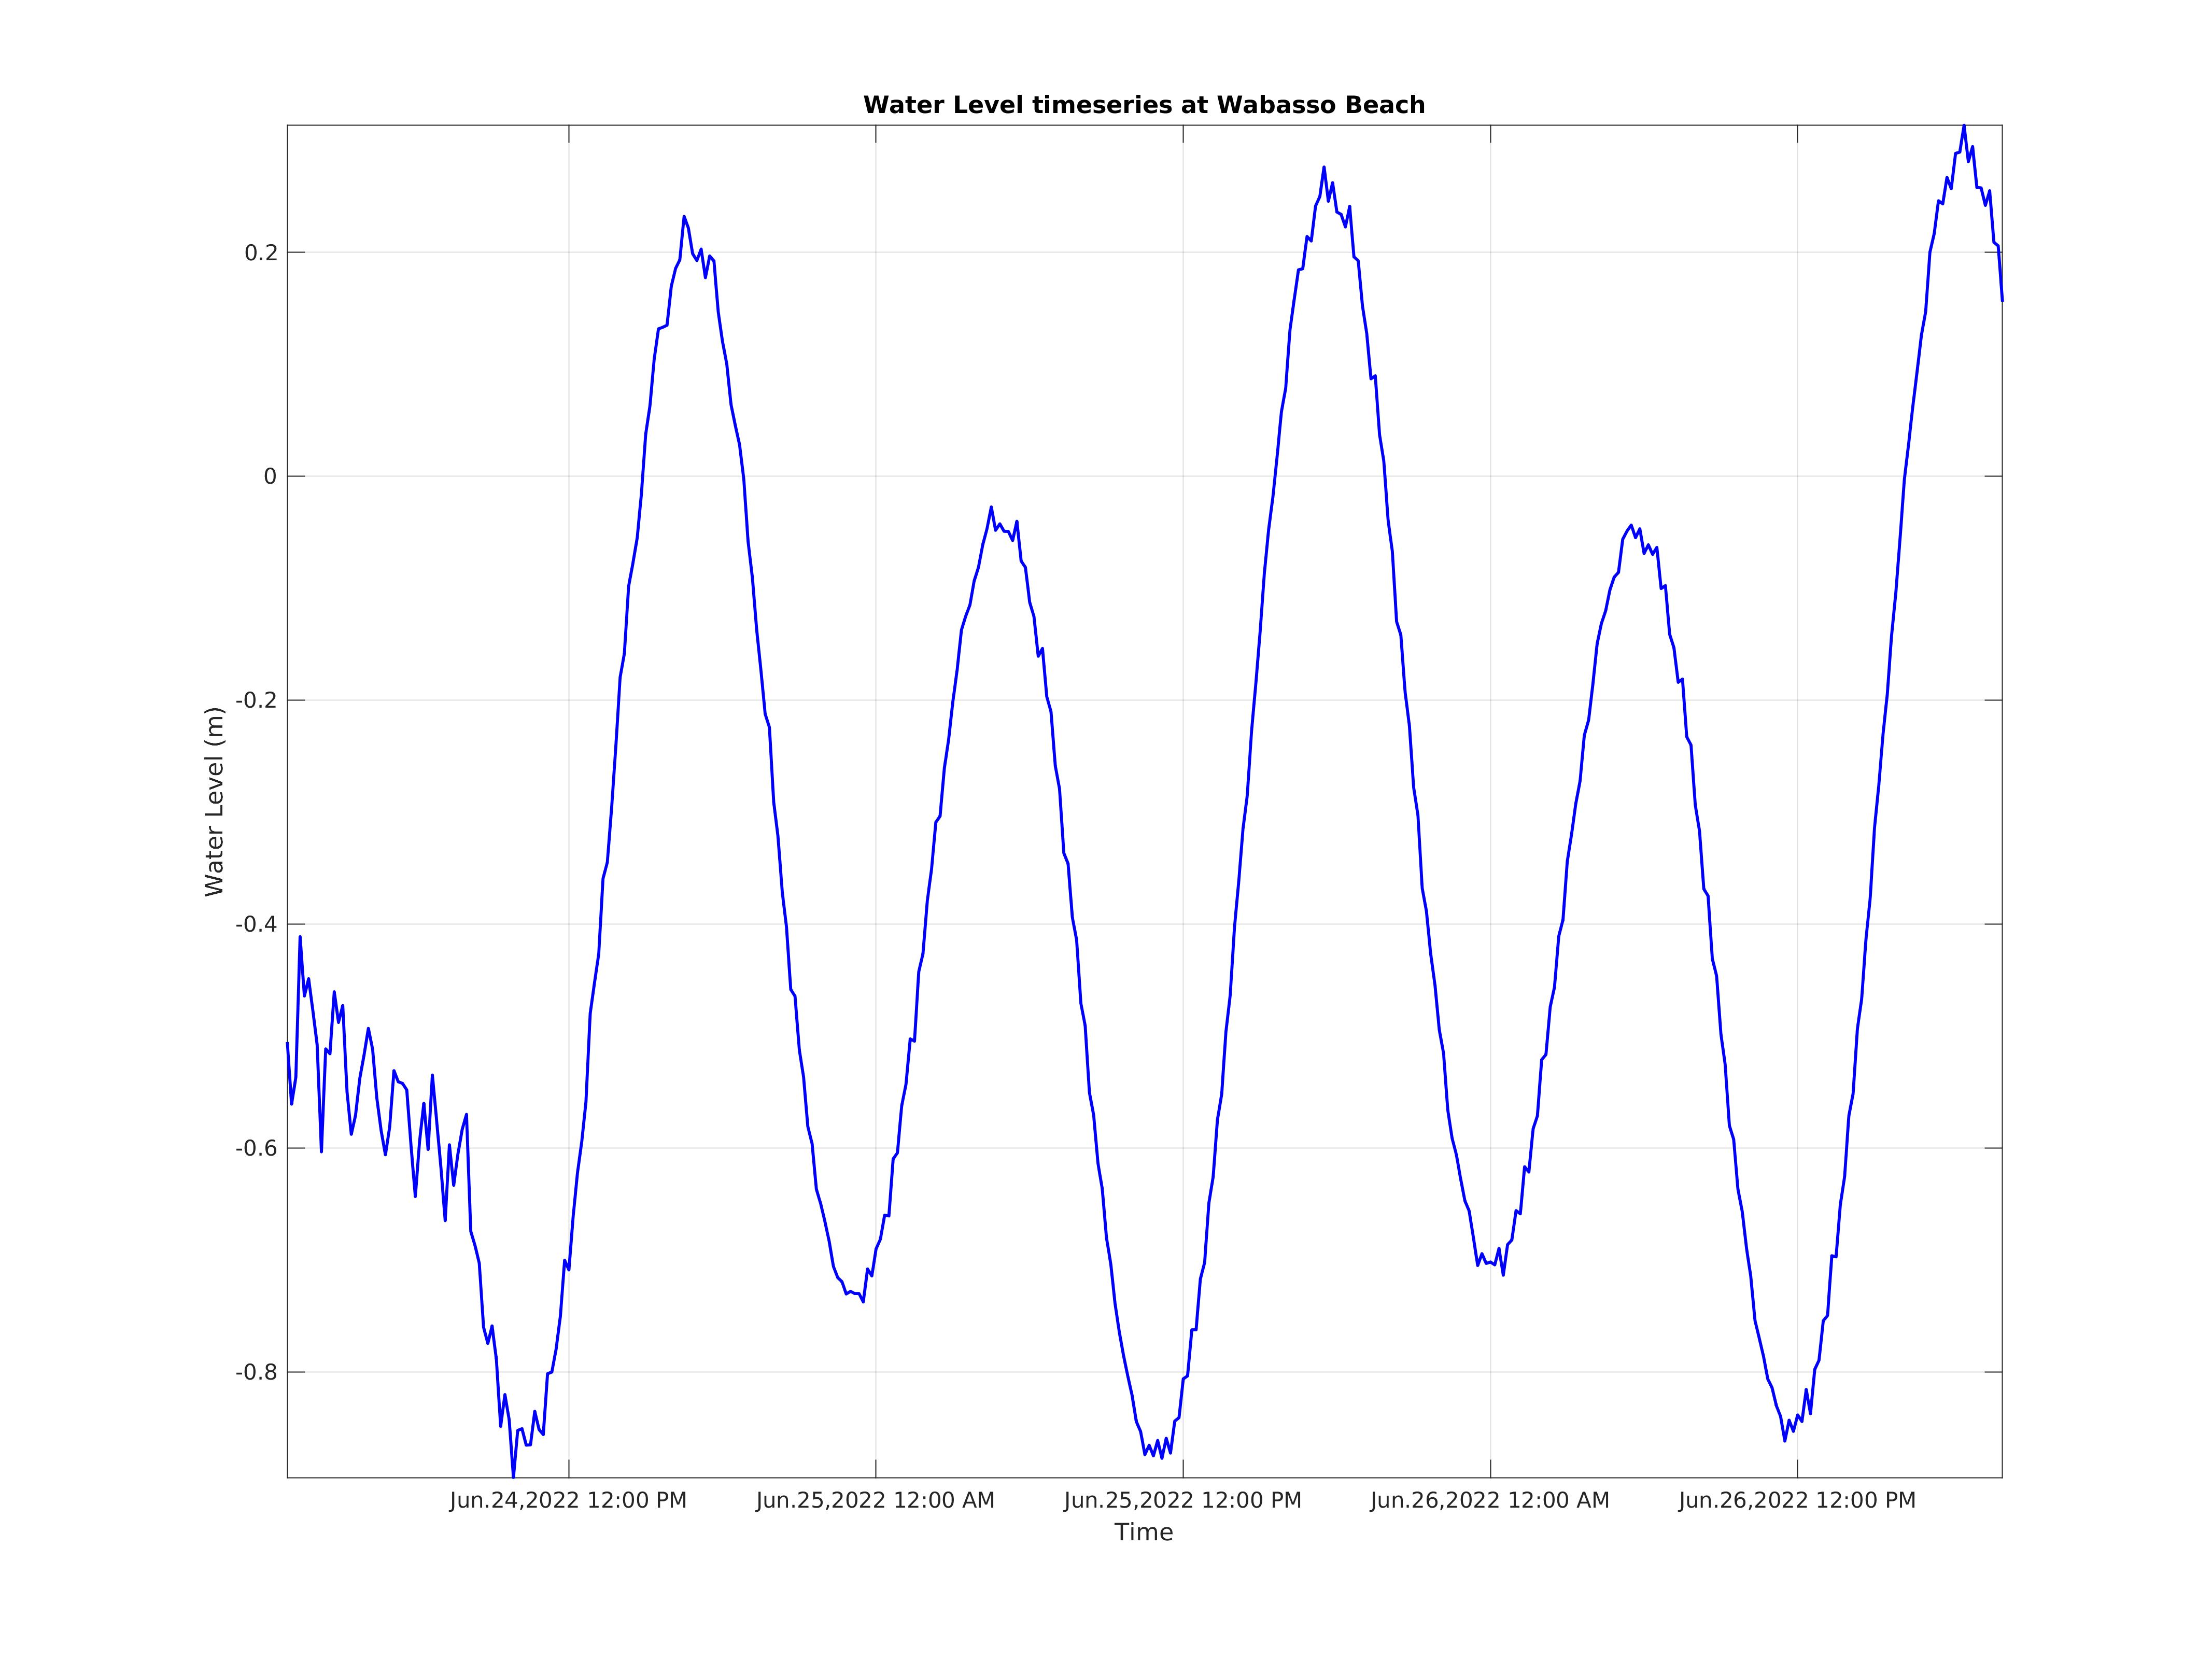 Water Level timeseries at Wabasso Beach
0.2
0
-0.2
-0.4
-0.6
-0.8
Water Level (m)
Jun.24,2022 12:00 PM
Jun.25,2022 12:00 AM
Jun.25,2022 12:00 PM
Jun.26,2022 12:00 AM
Jun.26,2022 12:00 PM
Time